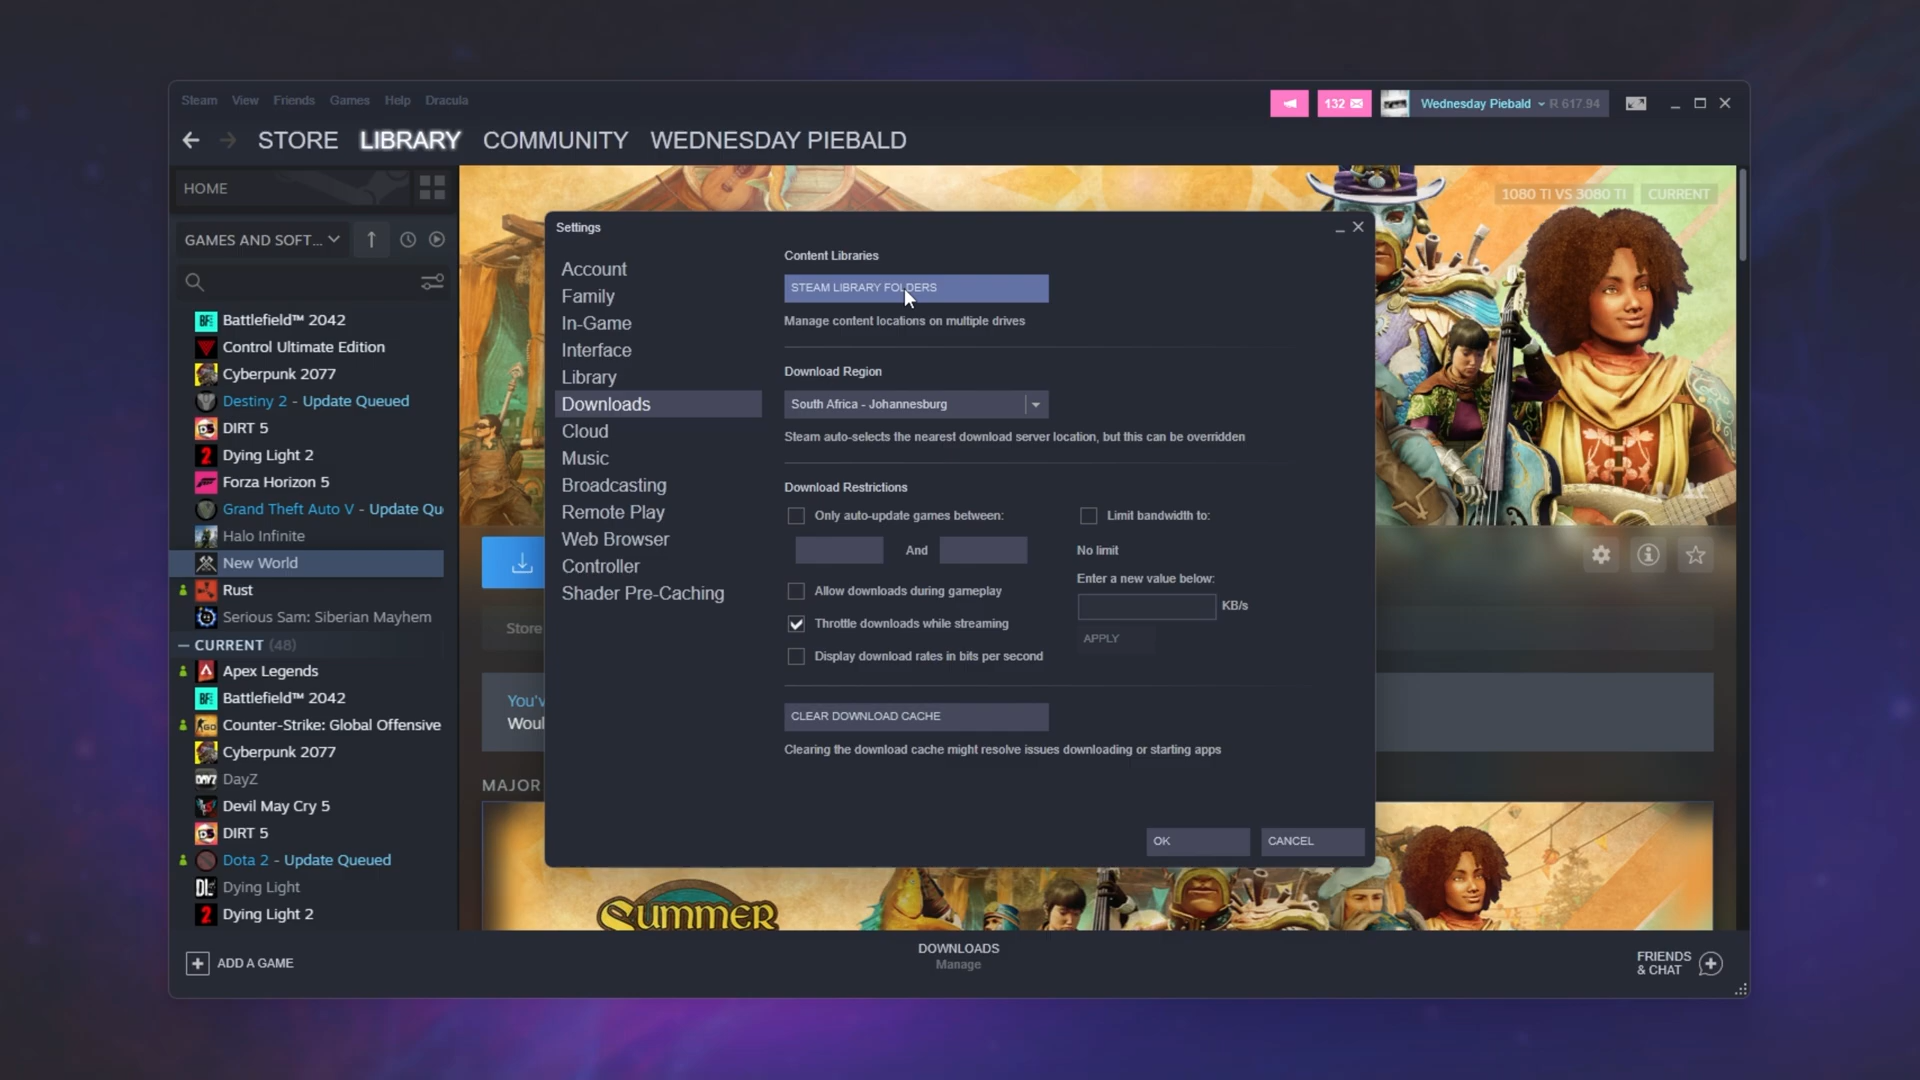 Steam View Friends Games Help Dracula
132
Wednesday Piebald R 617.94
STORE LIBRARY COMMUNITY WEDNESDAY PIEBALD
HOME
GAMES AND SOFT...
Battlefield™ 2042
Control Ultimate Edition
Cyberpunk 2077
Destiny 2 - Update Queued
DIRT 5
Dying Light 2
Forza Horizon 5
Grand Theft Auto V - Update Qu
Halo Infinite
New World
Rust
Serious Sam: Siberian Mayhem
CURRENT (48)
Apex Legends
Battlefield™ 2042
Counter-Strike: Global Offensive
Cyberpunk 2077
DayZ
Devil May Cry 5
DIRT 5
Dota 2 - Update Queued
Dying Light
Dying Light 2
ADD A GAME
1080 TI VS 3080 TI CURRENT
Settings
Account
Family
In-Game
Interface
Library
Downloads
Cloud
Music
Broadcasting
Remote Play
Web Browser
Controller
Shader Pre-Caching
Content Libraries
STEAM LIBRARY FOLDERS
Manage content locations on multiple drives
Download Region
South Africa - Johannesburg
Steam auto-selects the nearest download server location, but this can be overridden
Download Restrictions
Only auto-update games between:
And
Allow downloads during gameplay
Throttle downloads while streaming
Display download rates in bits per second
Limit bandwidth to:
No limit
Enter a new value below:
KB/s
APPLY
CLEAR DOWNLOAD CACHE
Clearing the download cache might resolve issues downloading or starting apps
OK CANCEL
Store
You'v
Woul
MAJOR
SUMMER
DOWNLOADS
Manage
FRIENDS
& CHAT